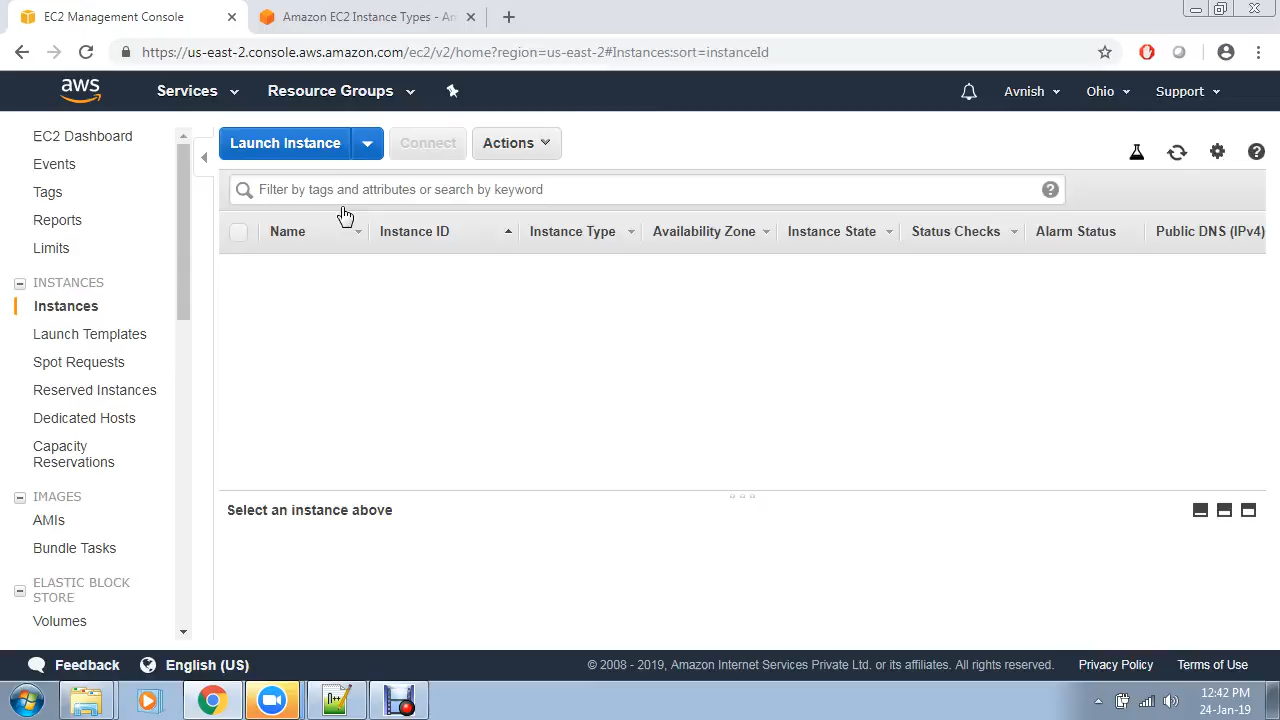 EC2 Management Console
Amazon EC2 Instance Types - Am
https://us-east-2.console.aws.amazon.com/ec2/v2/home?region=us-east-2#Instances:sort=instanceId
aws
Services
Resource Groups
Avnish
Ohio
Support
EC2 Dashboard
Events
Tags
Reports
Limits
INSTANCES
Instances
Launch Templates
Spot Requests
Reserved Instances
Dedicated Hosts
Capacity
Reservations
IMAGES
AMIs
Bundle Tasks
ELASTIC BLOCK
STORE
Volumes
Launch Instance
Connect
Actions
Filter by tags and attributes or search by keyword
Name
Instance ID
Instance Type
Availability Zone
Instance State
Status Checks
Alarm Status
Public DNS (IPv4)
Select an instance above
Feedback
English (US)
© 2008 - 2019, Amazon Internet Services Private Ltd. or its affiliates. All rights reserved.
Privacy Policy
Terms of Use
12:42 PM
24-Jan-19